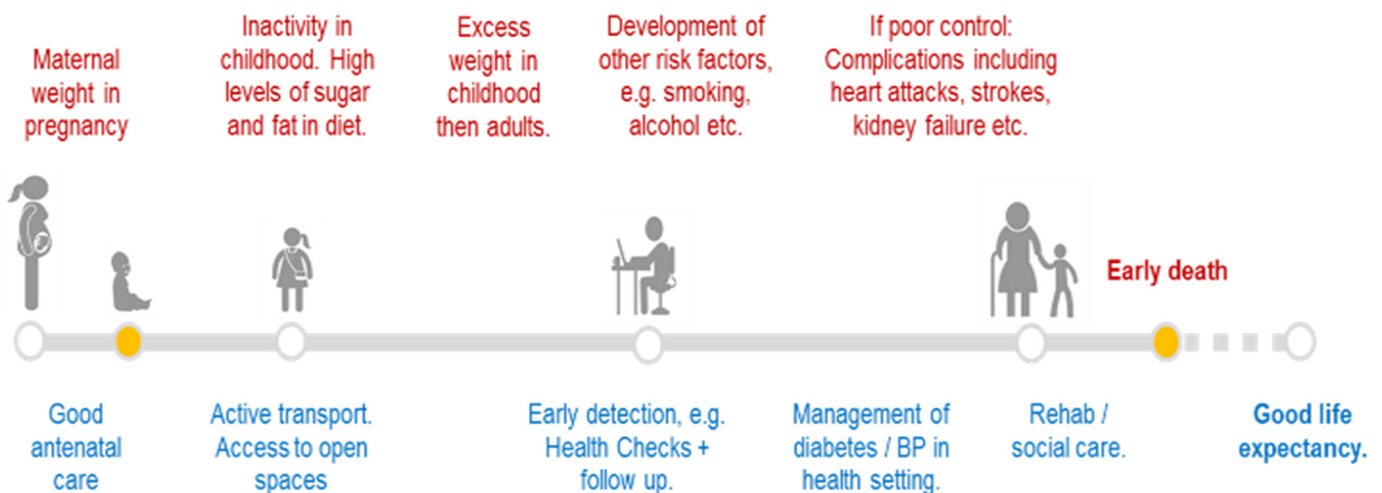 Maternal
weight in
pregnancy
Inactivity in
childhood. High
levels of sugar
and fat in diet.
Excess
weight in
childhood
then adults.
Development of
other risk factors,
e.g. smoking,
alcohol etc.
If poor control:
Complications including
heart attacks, strokes,
kidney failure etc.
Early death
Good
antenatal
care
Active transport.
Access to open
spaces
Early detection, e.g.
Health Checks +
follow up.
Management of
diabetes / BP in
health setting.
Rehab /
social care.
Good life
expectancy.